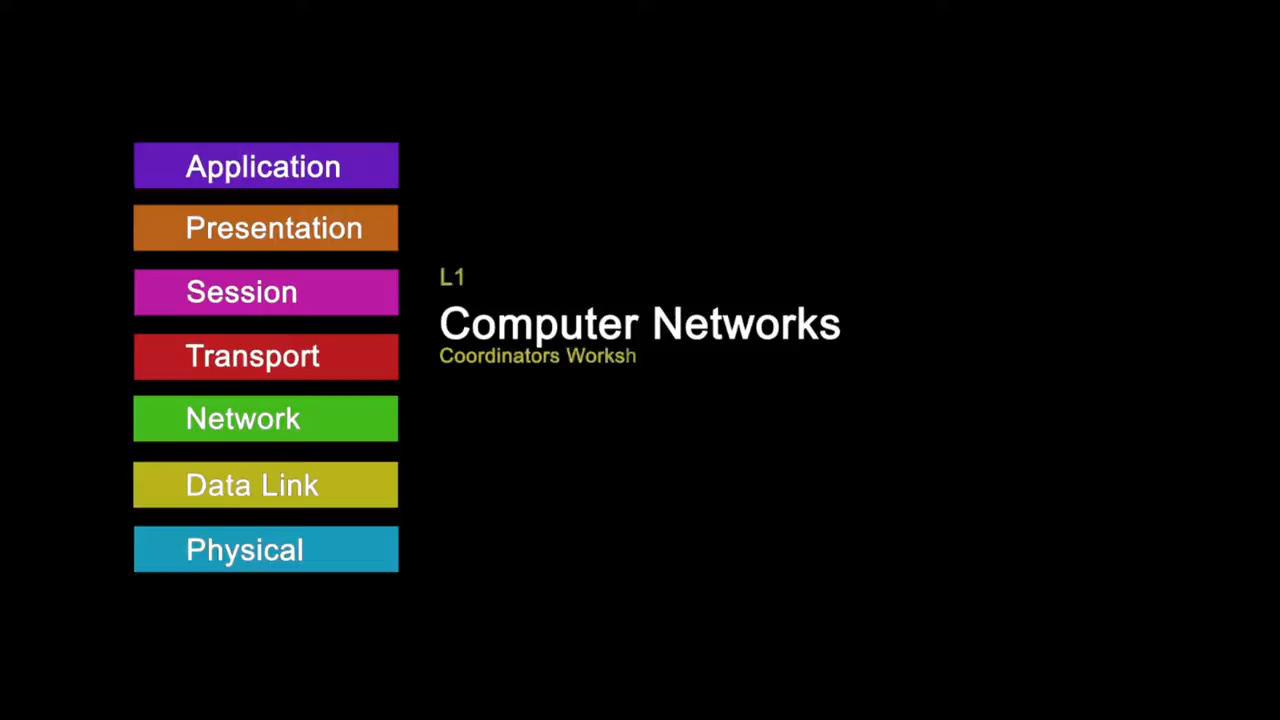 Application
Presentation
Session
Transport
Network
Data Link
Physical
L1
Computer Networks
Coordinators Worksh